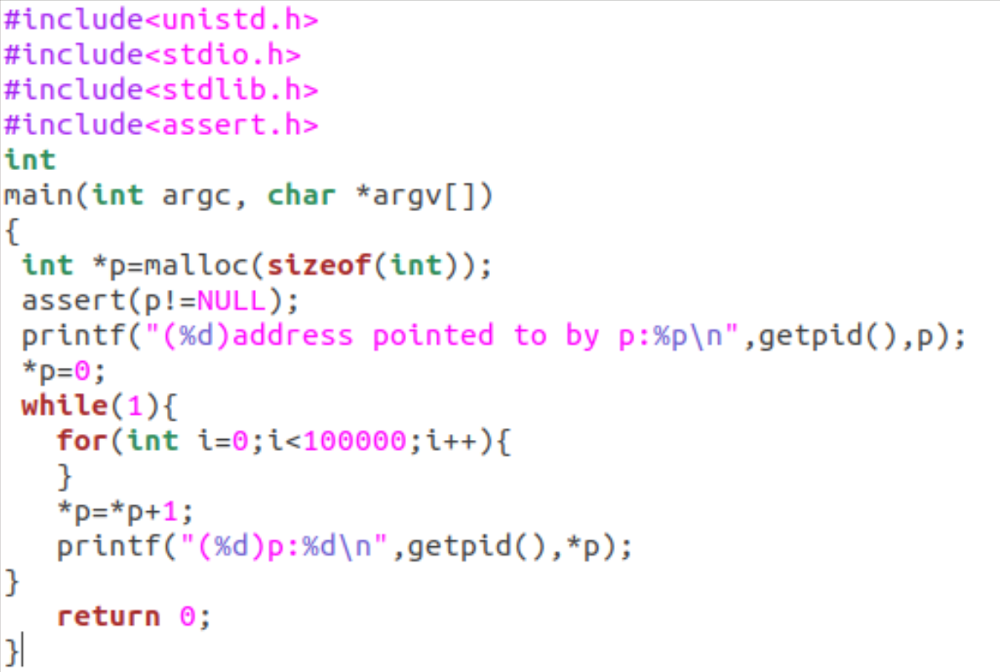 #include<unistd.h>
#include<stdio.h>
#include<stdlib.h>
#include<assert.h>
int
main(int argc, char *argv[])
{
 int *p=malloc(sizeof(int));
 assert(p!=NULL);
 printf("(%d)address pointed to by p:%p\n",getpid(),p);
 *p=0;
 while(1){
   for(int i=0;i<100000;i++){
   }
   *p=*p+1;
   printf("(%d)p:%d\n",getpid(),*p);
}
   return 0;
}